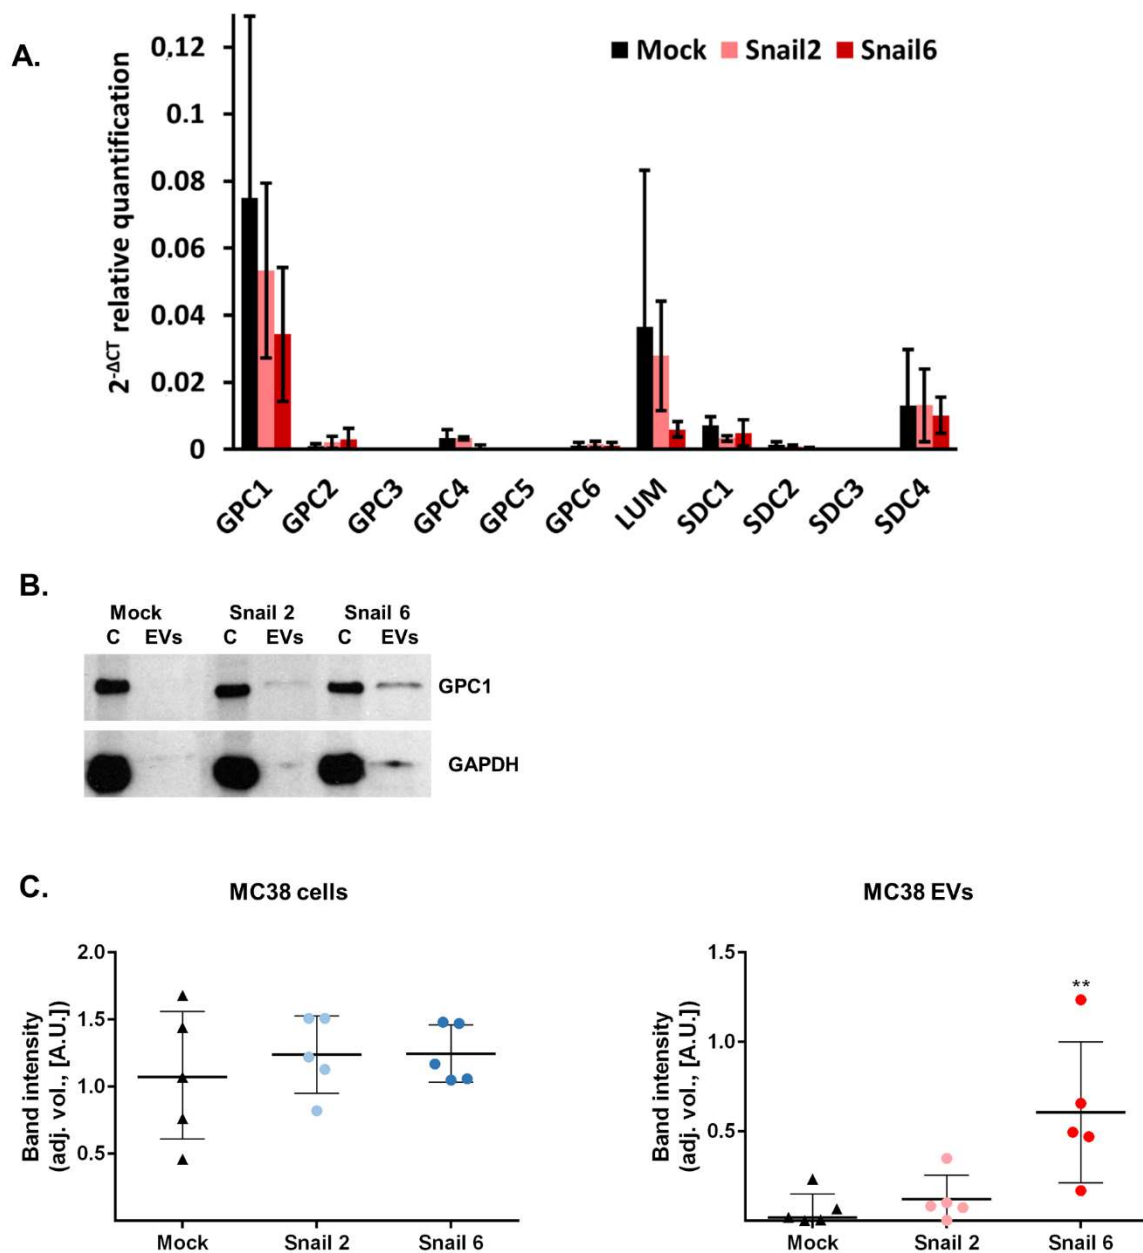 A.
0,12
0.1
0.08
0.06
0.04
0.02
0
2-ΔCT relative quantification
Mock Snail2 Snail6
GPC1 GPC2 GPC3 GPC4 GPC5 GPC6 LUM SDC1 SDC2 SDC3 SDC4
B.
Mock Snail 2 Snail 6
C EVs C EVs C EVs
GPC1
GAPDH
C.
MC38 cells
2.0
1.5
1.0
0.5
Band intensity
(adj. vol., [A.U.])
Mock Snail 2 Snail 6
MC38 EVs
1.5
1.0
0.5
Band intensity
(adj. vol., [A.U.])
**
Mock Snail 2 Snail 6